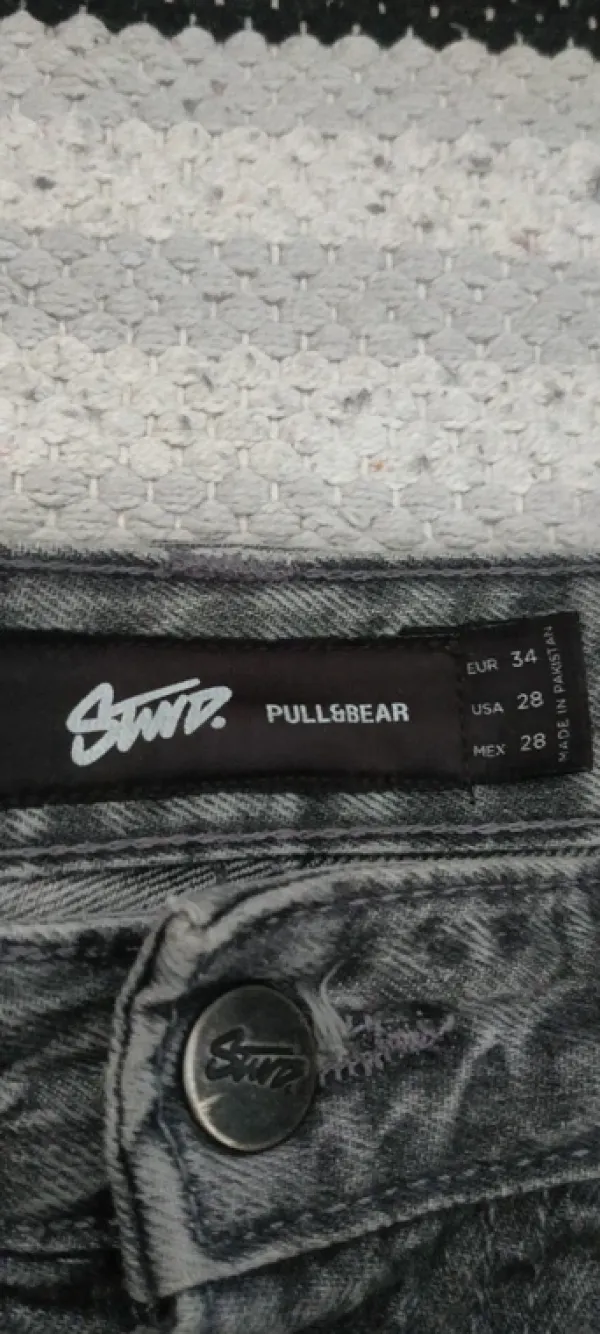 STWD. PULL&BEAR
EUR 34
USA 28
MEX 28
MADE IN PAKISTAN
STWD.